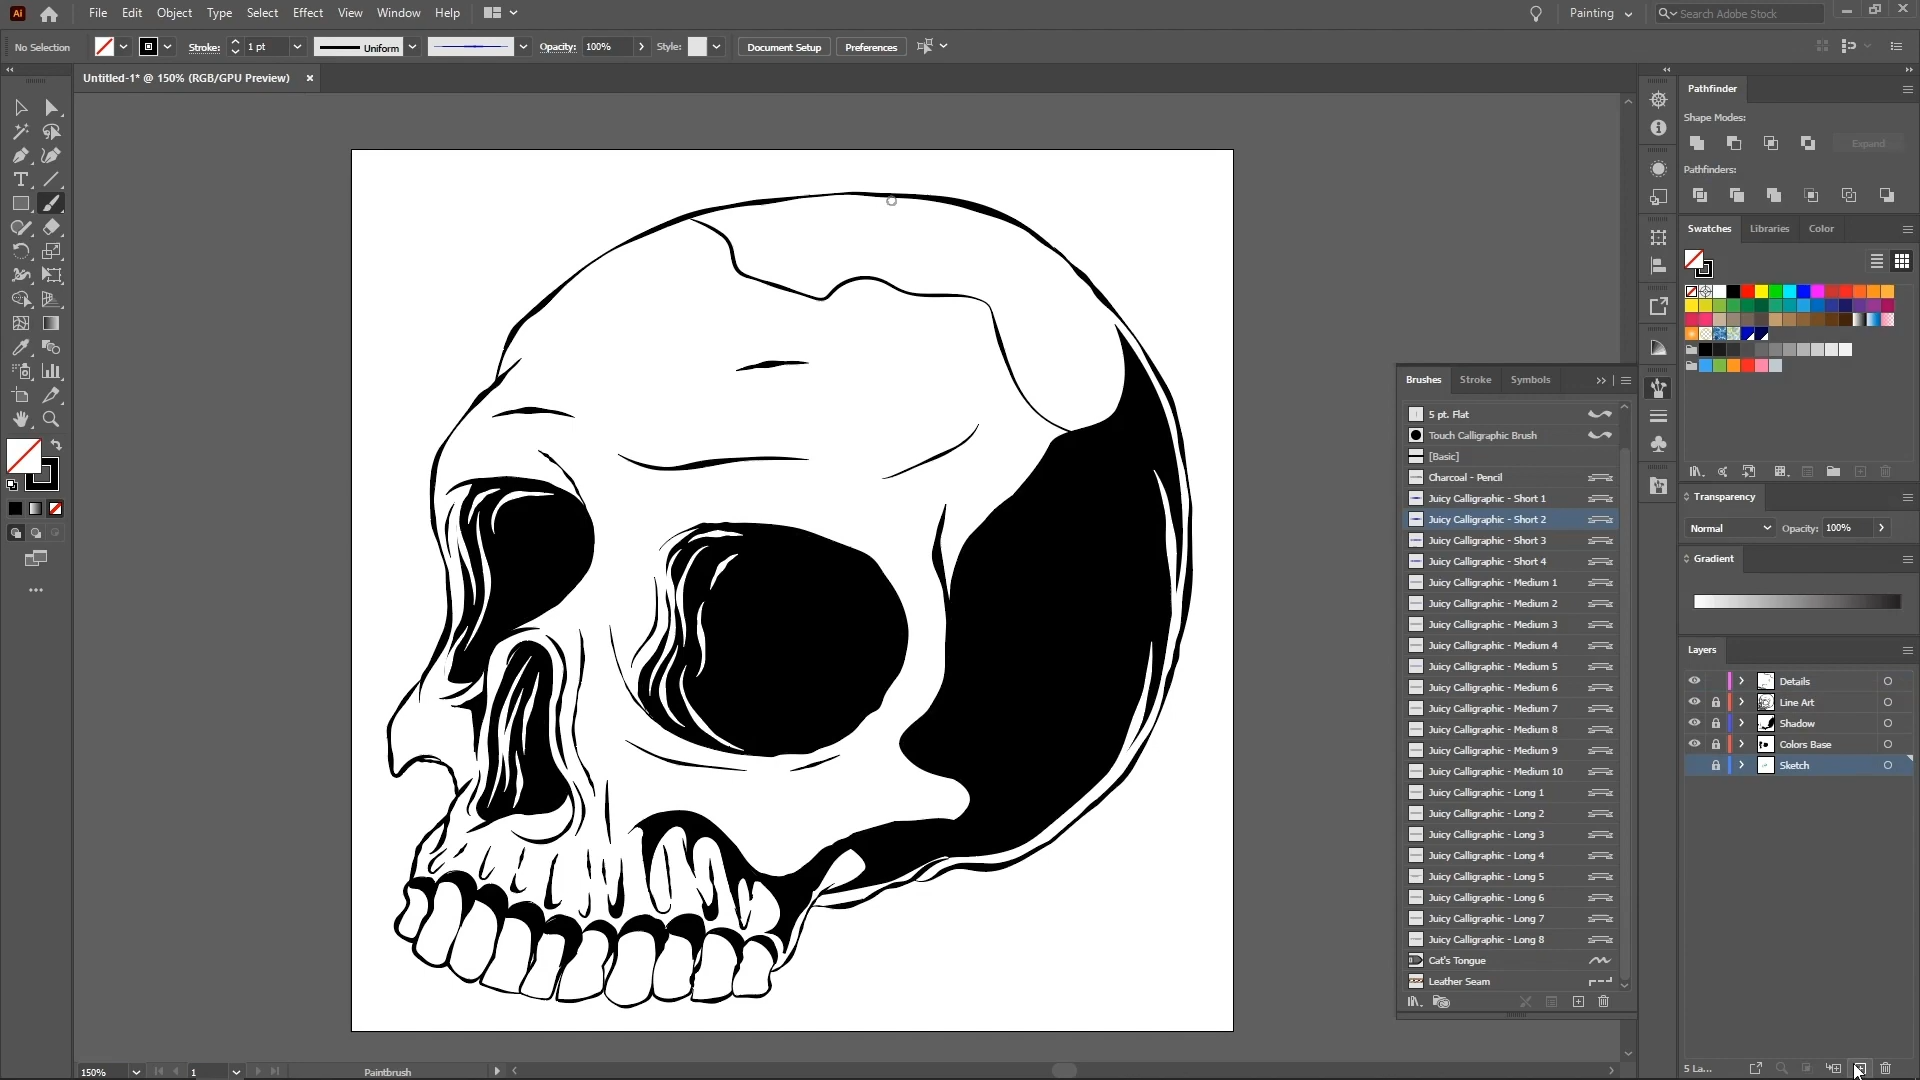 Ai File Edit Object Type Select Effect View Window Help Painting Search Adobe Stock
No Selection Stroke: 1 pt Uniform Opacity: 100% Style: Document Setup Preferences
Untitled-1* @ 150% (RGB/GPU Preview)
Pathfinder
Shape Modes:
Expand
Pathfinders:
Swatches Libraries Color
Brushes Stroke Symbols
5 pt. Flat
Touch Calligraphic Brush
[Basic]
Charcoal - Pencil
Juicy Calligraphic - Short 1
Juicy Calligraphic - Short 2
Juicy Calligraphic - Short 3
Juicy Calligraphic - Short 4
Juicy Calligraphic - Medium 1
Juicy Calligraphic - Medium 2
Juicy Calligraphic - Medium 3
Juicy Calligraphic - Medium 4
Juicy Calligraphic - Medium 5
Juicy Calligraphic - Medium 6
Juicy Calligraphic - Medium 7
Juicy Calligraphic - Medium 8
Juicy Calligraphic - Medium 9
Juicy Calligraphic - Medium 10
Juicy Calligraphic - Long 1
Juicy Calligraphic - Long 2
Juicy Calligraphic - Long 3
Juicy Calligraphic - Long 4
Juicy Calligraphic - Long 5
Juicy Calligraphic - Long 6
Juicy Calligraphic - Long 7
Juicy Calligraphic - Long 8
Cat's Tongue
Leather Seam
Transparency
Normal Opacity: 100%
Gradient
Layers
Details
Line Art
Shadow
Colors Base
Sketch
5 La...
150% 1 Paintbrush